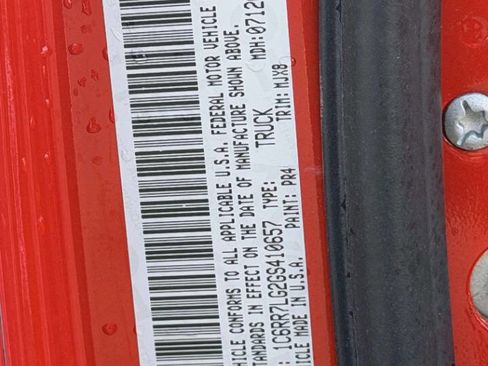 HICLE CONFORMS TO ALL APPLICABLE U.S.A. FEDERAL MOTOR VEHICLE
TANDARDS IN EFFECT ON THE DATE OF MANUFACTURE SHOWN ABOVE.
: 1C6RR7LG2GS410657 TYPE: TRUCK MDH:0712
PAINT: PR4 TRIM: MJX8
ICLE MADE IN U.S.A.